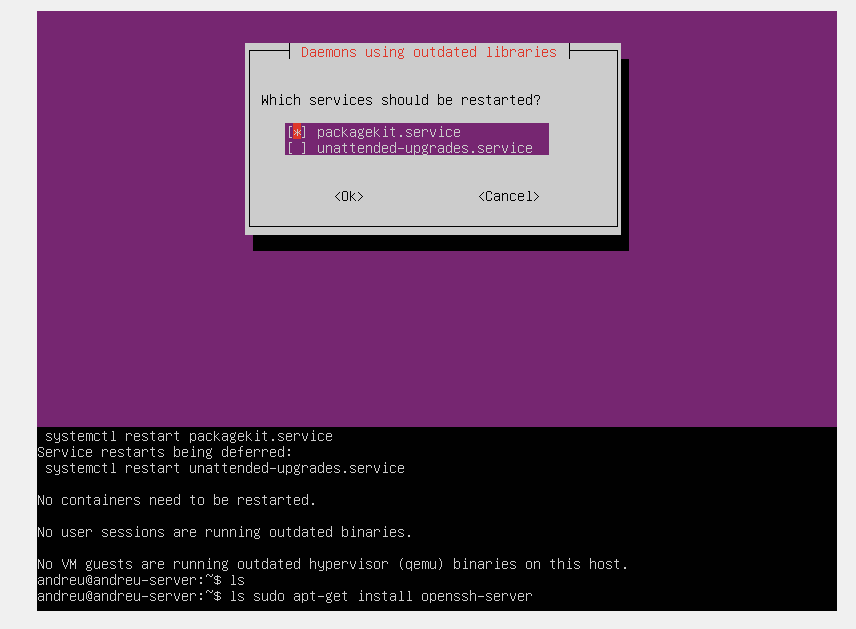 Daemons using outdated libraries
Which services should be restarted?
[*] packagekit.service
[ ] unattended-upgrades.service
<Ok> <Cancel>
systemctl restart packagekit.service
Service restarts being deferred:
systemctl restart unattended-upgrades.service
No containers need to be restarted.
No user sessions are running outdated binaries.
No VM guests are running outdated hypervisor (qemu) binaries on this host.
andreu@andreu-server:~$ ls
andreu@andreu-server:~$ ls sudo apt-get install openssh-server